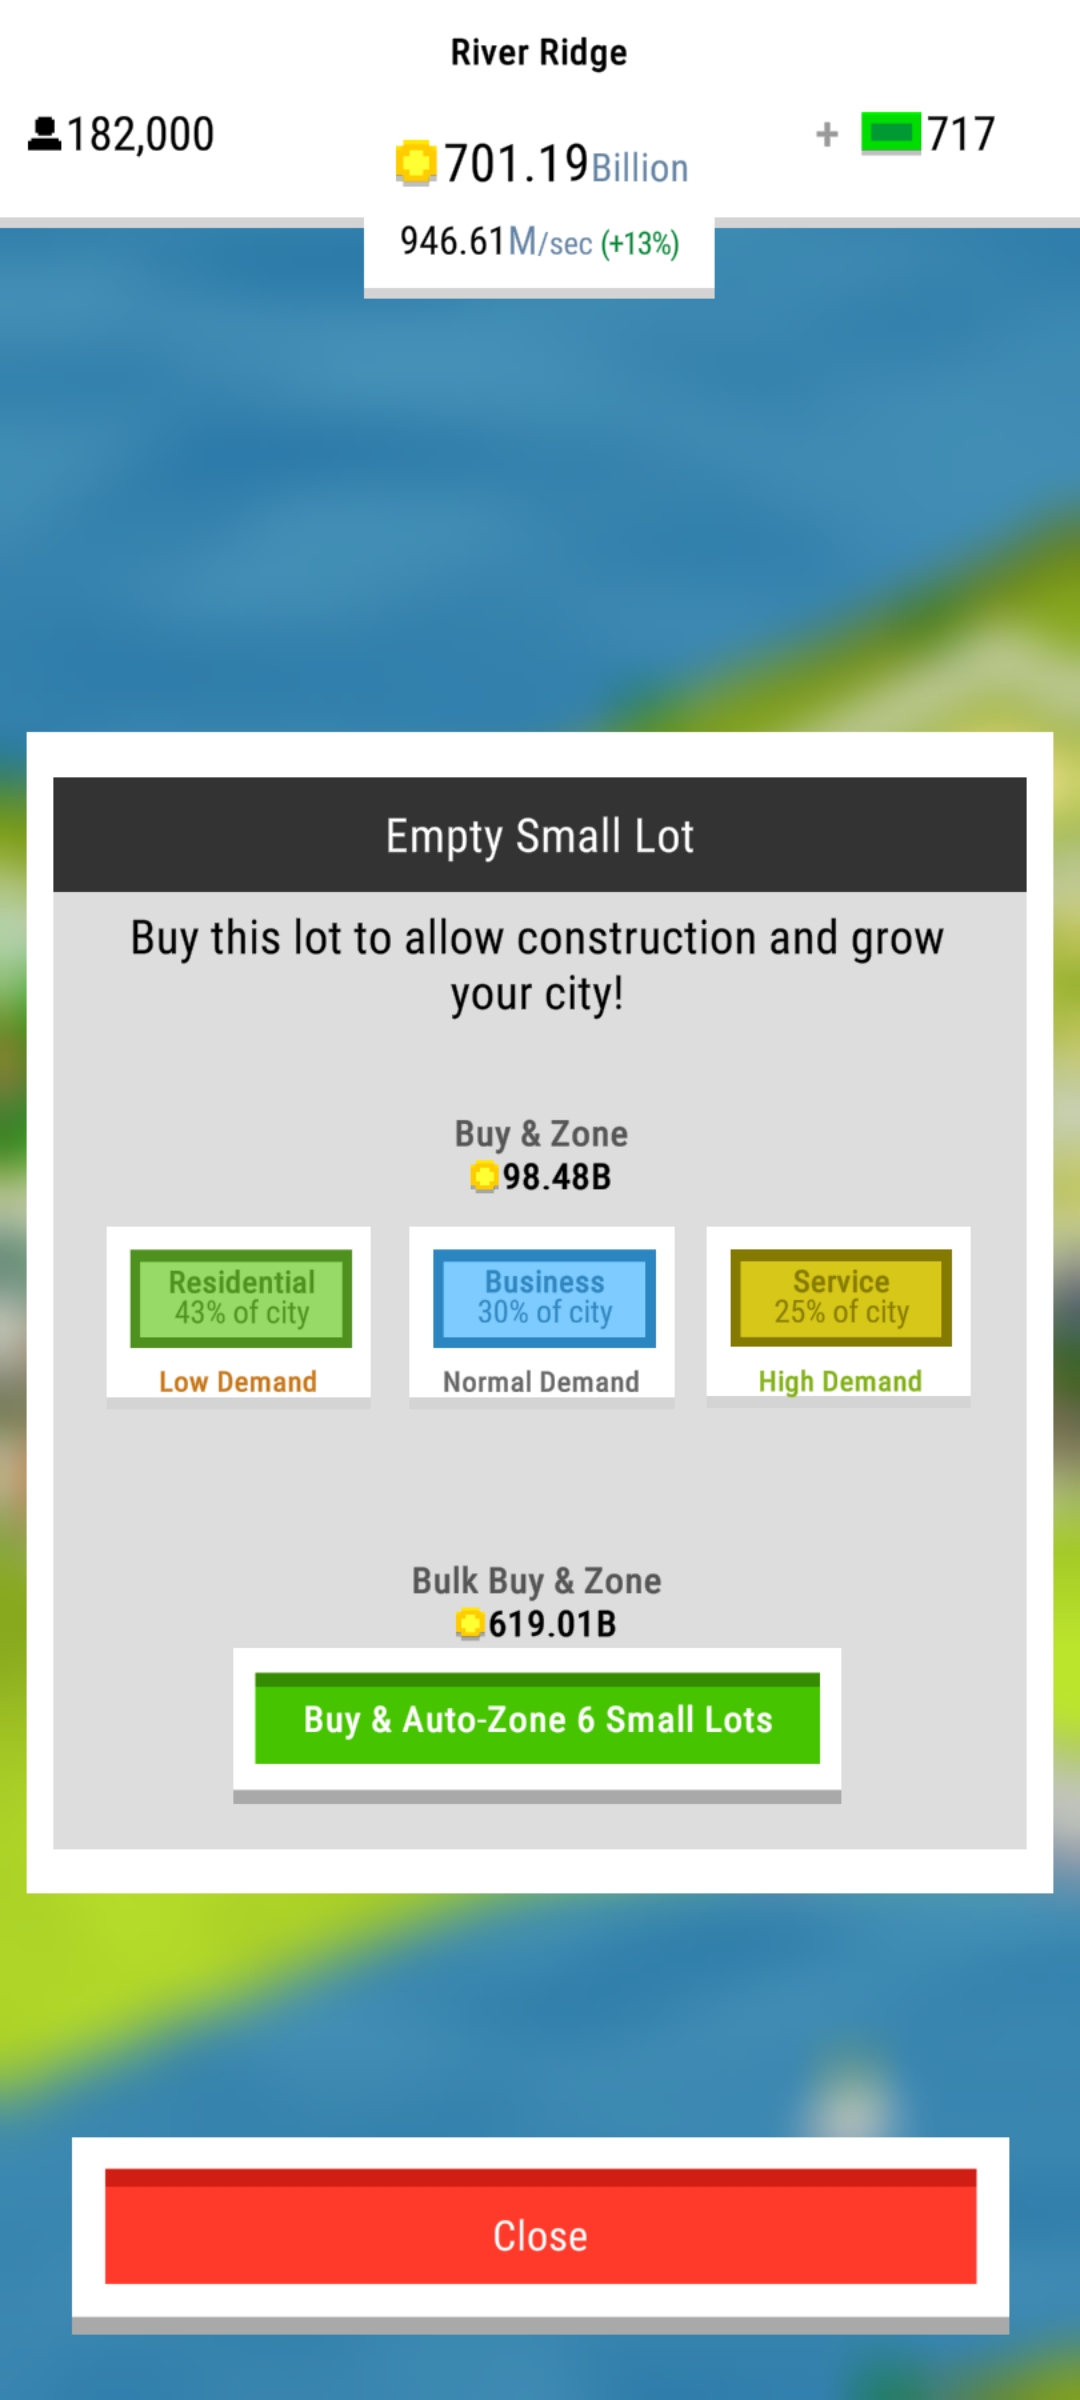 River Ridge
182,000
701.19Billion
+ 717
946.61M/sec (+13%)
Empty Small Lot
Buy this lot to allow construction and grow
your city!
Buy & Zone
98.48B
Residential
43% of city
Low Demand
Business
30% of city
Normal Demand
Service
25% of city
High Demand
Bulk Buy & Zone
619.01B
Buy & Auto-Zone 6 Small Lots
Close